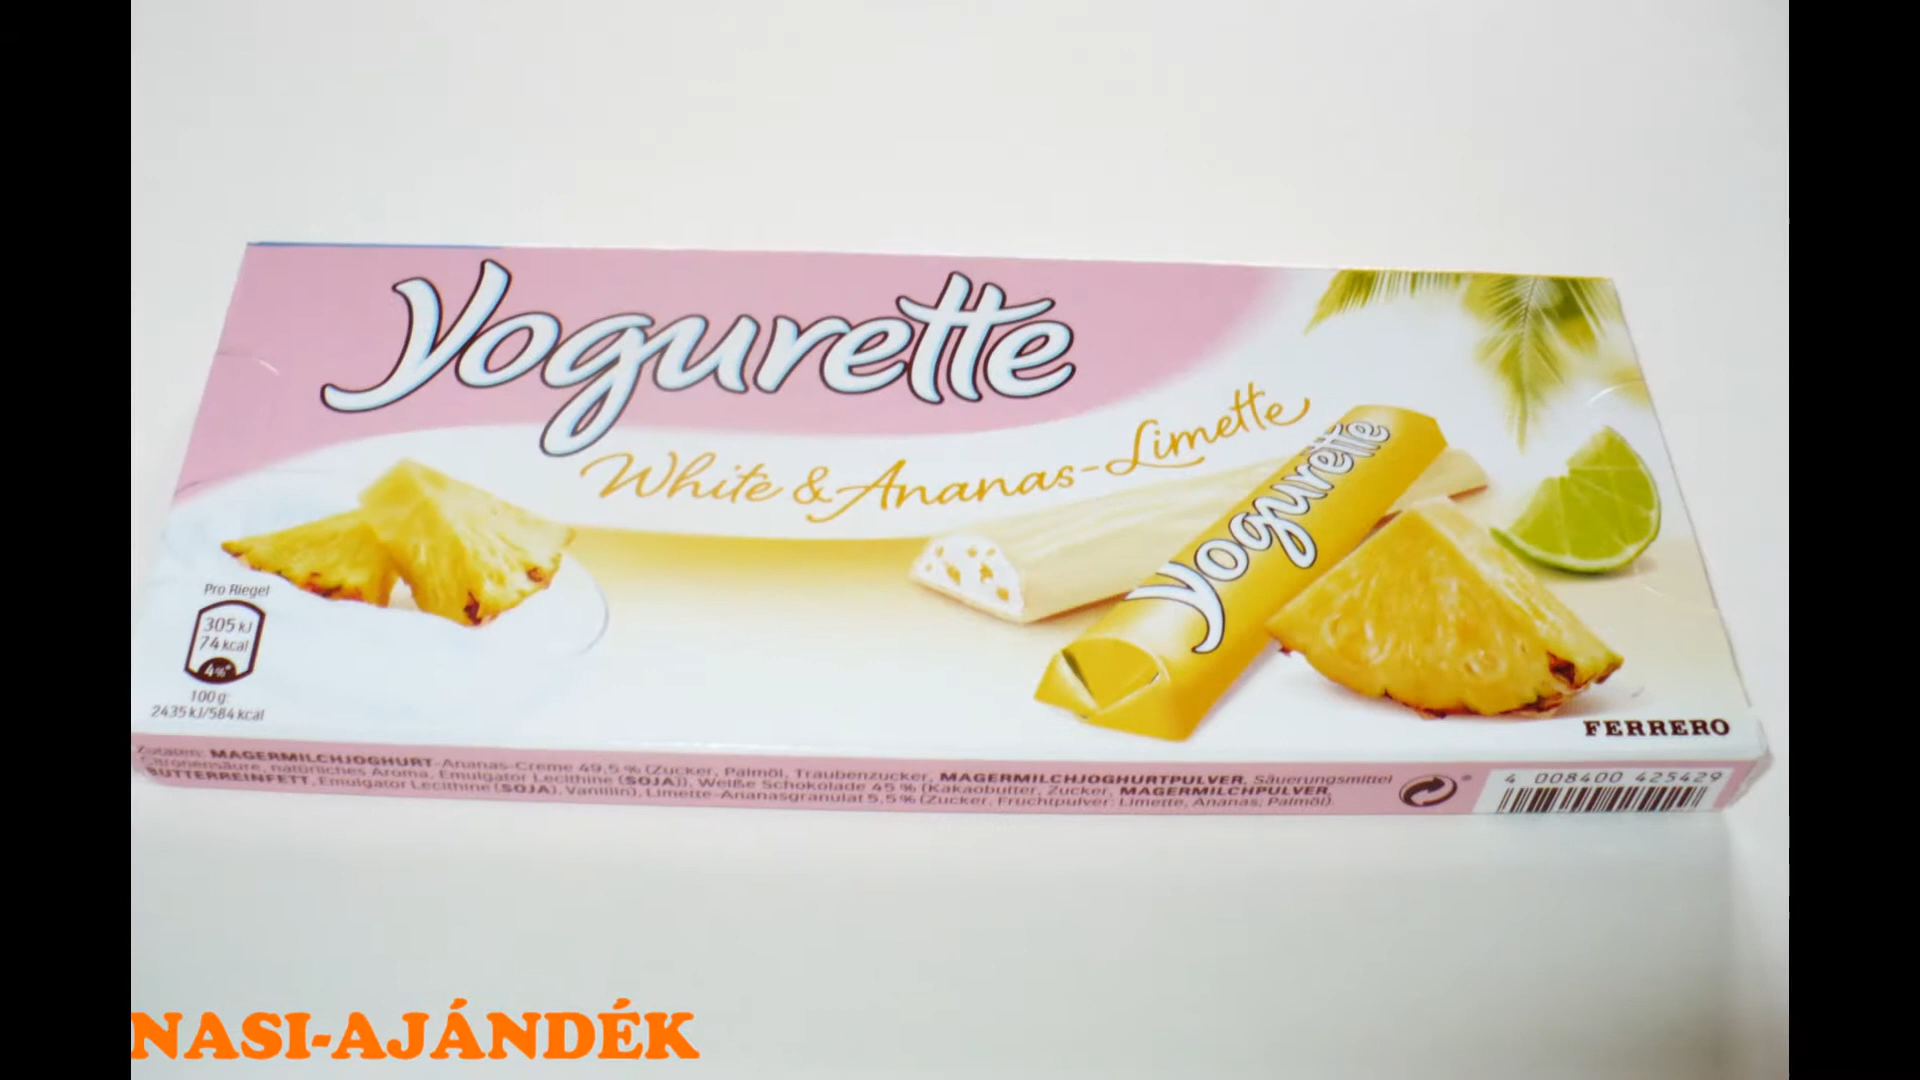 Yogurette
White & Ananas-Limette
Yogurette
Pro Riegel
305 kJ
74 kcal
4%*
100 g:
2435 kJ/584 kcal
FERRERO
Zutaten: MAGERMILCHJOGHURT-Ananas-Creme 49,5 % (Zucker, Palmöl, Traubenzucker, MAGERMILCHJOGHURTPULVER, Säuerungsmittel
Citronensäure, natürliches Aroma, Emulgator Lecithine (SOJA)), Weiße Schokolade 45 % (Kakaobutter, Zucker, MAGERMILCHPULVER,
BUTTERREINFETT, Emulgator Lecithine (SOJA), Vanillin), Limette-Ananasgranulat 5,5 % (Zucker, Fruchtpulver: Limette, Ananas; Palmöl).
4 008400 425429
NASI-AJÁNDÉK